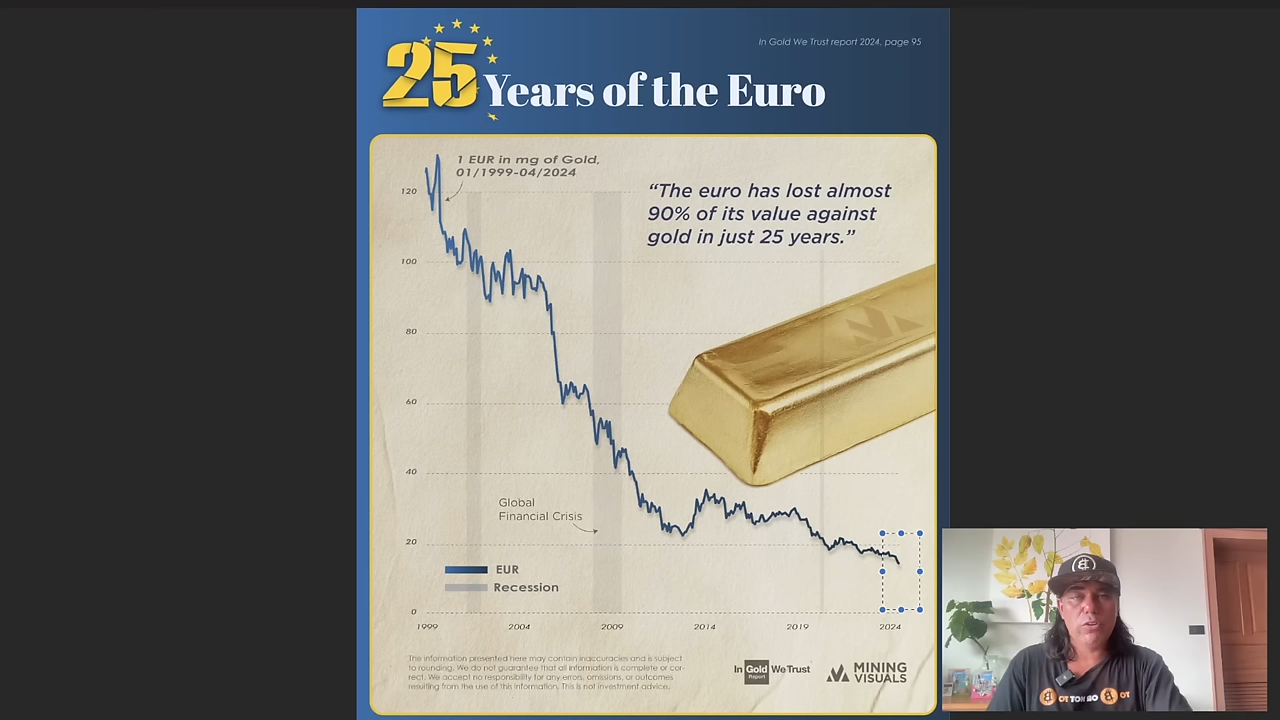 25
Years of the Euro
In Gold We Trust report 2024, page 95
1 EUR in mg of Gold,
01/1999-04/2024
"The euro has lost almost
90% of its value against
gold in just 25 years."
120
100
80
60
40
20
0
Global
Financial Crisis
EUR
Recession
1999
2004
2009
2014
2019
2024
The information presented here may contain inaccuracies and is subject
to rounding. We do not guarantee that all information is complete or cor-
rect. We accept no responsibility for any errors, omissions, or outcomes
resulting from the use of this information. This is not investment advice.
In Gold We Trust
Report
MINING
VISUALS